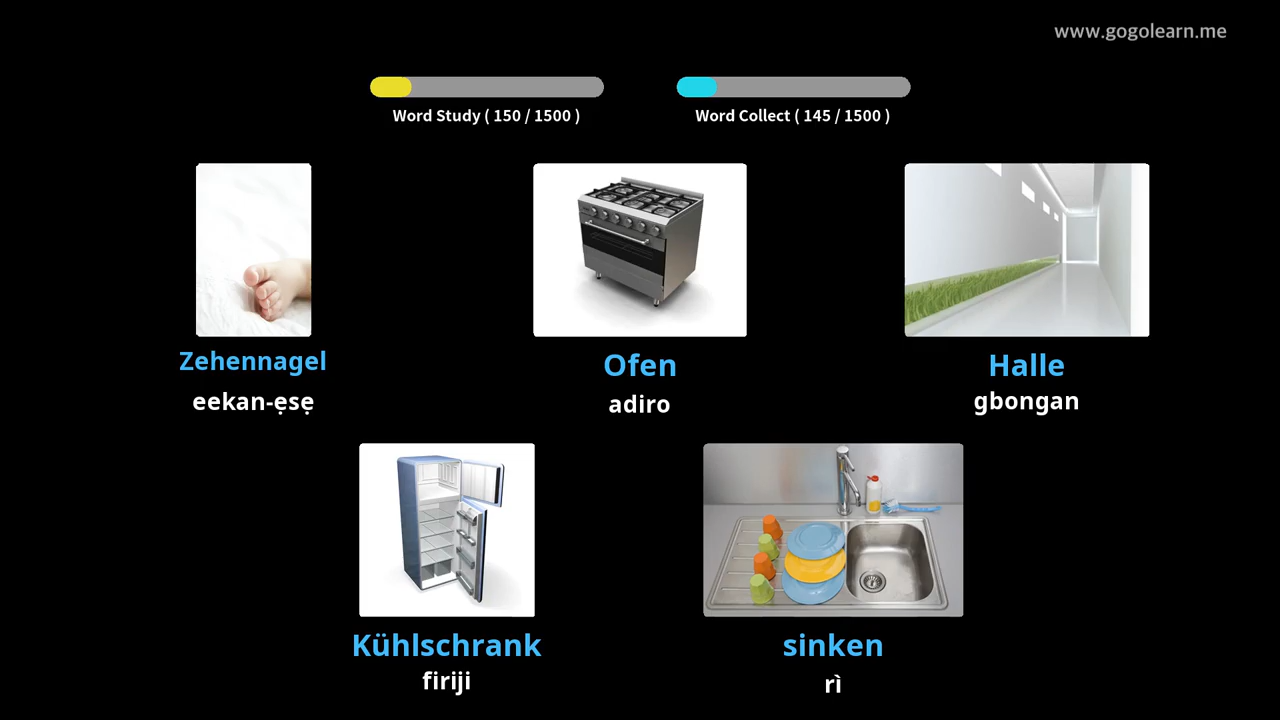 www.gogolearn.me
Word Study ( 150 / 1500 )
Word Collect ( 145 / 1500 )
Zehennagel
eekan-ẹsẹ
Ofen
adiro
Halle
gbongan
Kühlschrank
firiji
sinken
rì